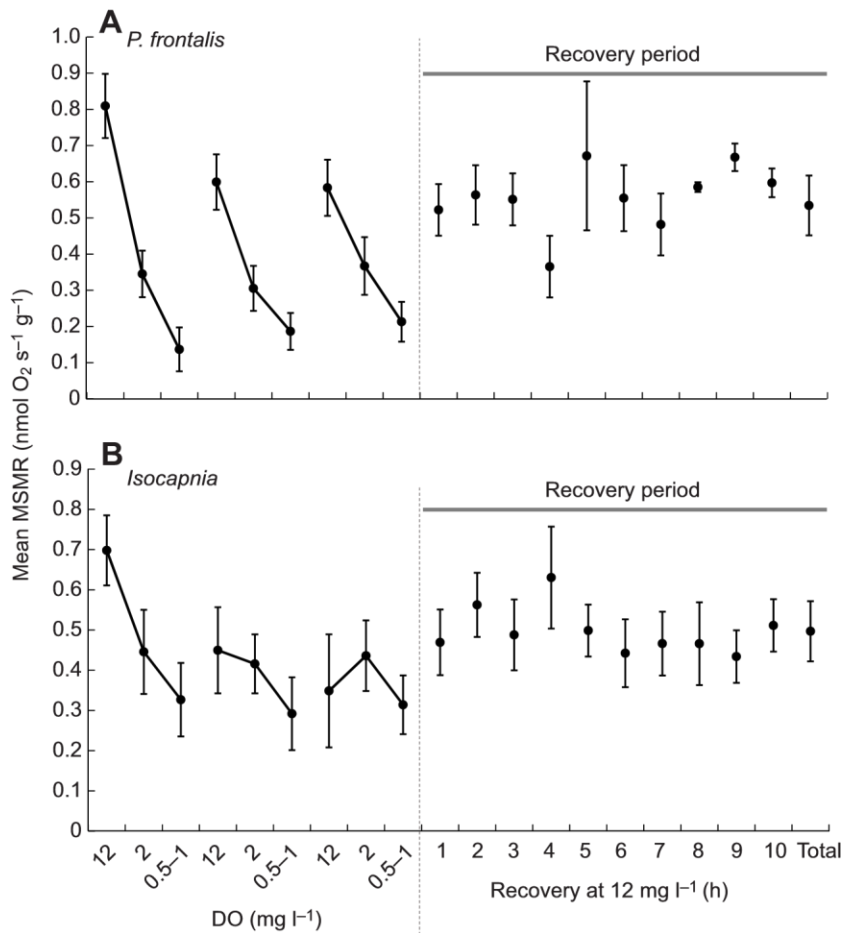 A
P. frontalis
Recovery period
1.0
0.9
0.8
0.7
0.6
0.5
0.4
0.3
0.2
0.1
0
Mean MSMR (nmol O₂ s⁻¹ g⁻¹)
B
Isocapnia
Recovery period
0.9
0.8
0.7
0.6
0.5
0.4
0.3
0.2
0.1
0
12 2 0.5–1 12 2 0.5–1 12 2 0.5–1
1 2 3 4 5 6 7 8 9 10 Total
DO (mg l⁻¹)
Recovery at 12 mg l⁻¹ (h)